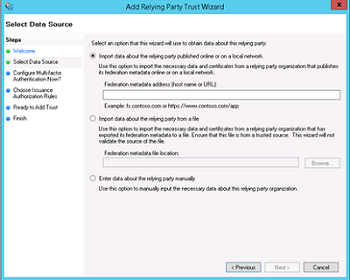 Add Relying Party Trust Wizard
Select Data Source
Steps
Welcome
Select Data Source
Configure Multi-factor
Authentication Now?
Choose Issuance
Authorization Rules
Ready to Add Trust
Finish
Select an option that this wizard will use to obtain data about this relying party:
Import data about the relying party published online or on a local network
Use this option to import the necessary data and certificates from a relying party organization that publishes
its federation metadata online or on a local network.
Federation metadata address (host name or URL):
Example: fs.contoso.com or https://www.contoso.com/app
Import data about the relying party from a file
Use this option to import the necessary data and certificates from a relying party organization that has
exported its federation metadata to a file. Ensure that this file is from a trusted source. This wizard will not
validate the source of the file.
Federation metadata file location:
Browse...
Enter data about the relying party manually
Use this option to manually input the necessary data about this relying party organization.
< Previous
Next >
Cancel